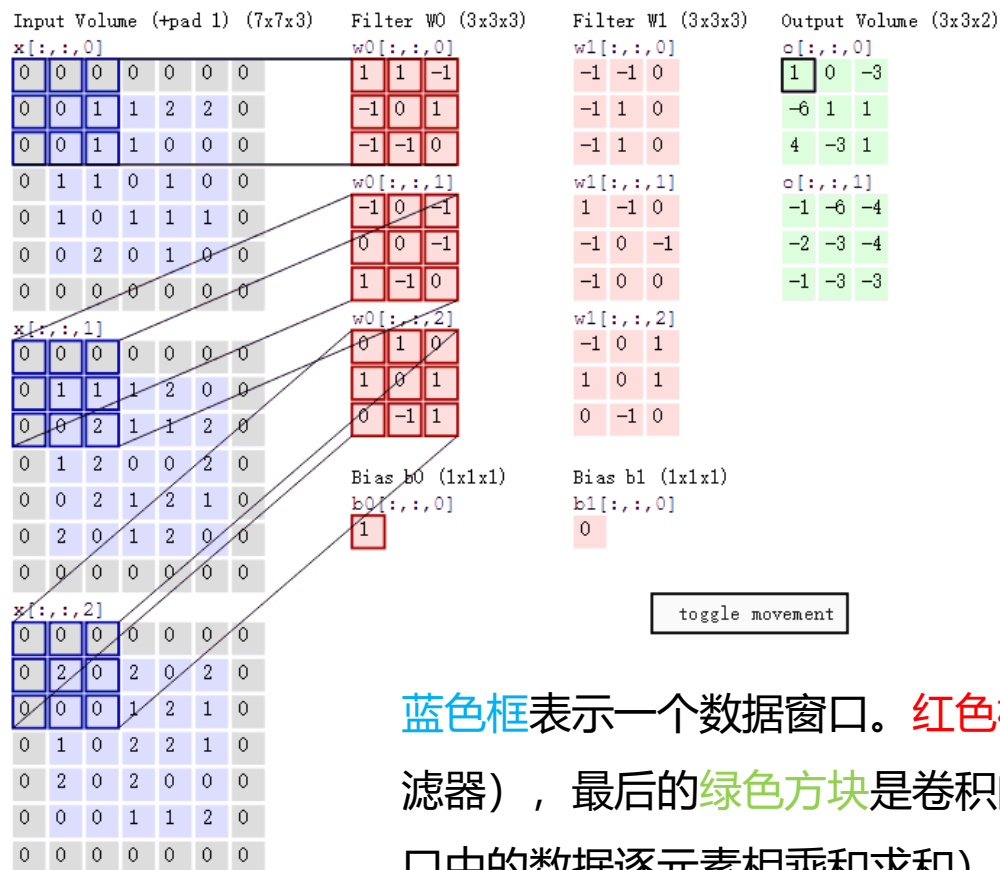 Input Volume (+pad 1) (7x7x3)
x[:,:,0]
0 0 0 0 0 0 0
0 0 1 1 2 2 0
0 0 1 1 0 0 0
0 1 1 0 1 0 0
0 1 0 1 1 1 0
0 0 2 0 1 0 0
0 0 0 0 0 0 0
x[:,:,1]
0 0 0 0 0 0 0
0 1 1 1 2 0 0
0 0 2 1 1 2 0
0 1 2 0 0 2 0
0 0 2 1 2 1 0
0 2 0 1 2 0 0
0 0 0 0 0 0 0
x[:,:,2]
0 0 0 0 0 0 0
0 2 0 2 0 2 0
0 0 0 1 2 1 0
0 1 0 2 2 1 0
0 2 0 2 0 0 0
0 0 0 1 1 2 0
0 0 0 0 0 0 0
Filter W0 (3x3x3)
w0[:,:,0]
1 1 -1
-1 0 1
-1 -1 0
w0[:,:,1]
-1 0 -1
0 0 -1
1 -1 0
w0[:,:,2]
0 1 0
1 0 1
0 -1 1
Bias b0 (1x1x1)
b0[:,:,0]
1
Filter W1 (3x3x3)
w1[:,:,0]
-1 -1 0
-1 1 0
-1 1 0
w1[:,:,1]
1 -1 0
-1 0 -1
-1 0 0
w1[:,:,2]
-1 0 1
1 0 1
0 -1 0
Bias b1 (1x1x1)
b1[:,:,0]
0
Output Volume (3x3x2)
o[:,:,0]
1 0 -3
-6 1 1
4 -3 1
o[:,:,1]
-1 -6 -4
-2 -3 -4
-1 -3 -3
toggle movement
蓝色框表示一个数据窗口。红色
滤器），最后的绿色方块是卷积
口中的数据逐元素相乘和求和）